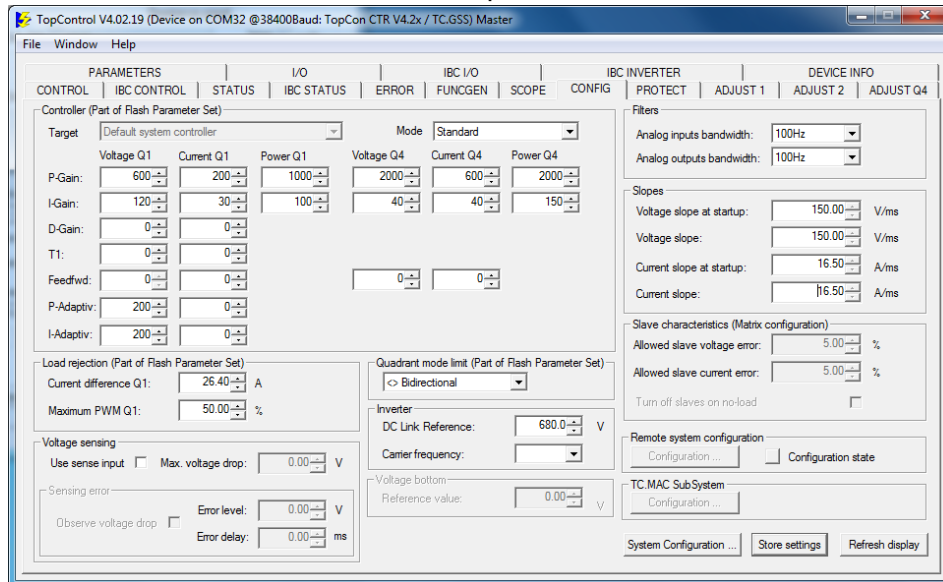 TopControl V4.02.19 (Device on COM32 @38400Baud: TopCon CTR V4.2x / TC.GSS) Master
File Window Help
PARAMETERS I/O IBC I/O IBC INVERTER DEVICE INFO
CONTROL IBC CONTROL STATUS IBC STATUS ERROR FUNCGEN SCOPE CONFIG PROTECT ADJUST 1 ADJUST 2 ADJUST Q4
Controller (Part of Flash Parameter Set)
Target Default system controller Mode Standard
Voltage Q1 Current Q1 Power Q1 Voltage Q4 Current Q4 Power Q4
P-Gain: 600 200 1000 2000 600 2000
I-Gain: 120 30 100 40 40 150
D-Gain: 0 0
T1: 0 0
Feedfwd: 0 0 0 0
P-Adaptiv: 200 0
I-Adaptiv: 200 0
Load rejection (Part of Flash Parameter Set)
Current difference Q1: 26.40 A
Maximum PWM Q1: 50.00 %
Quadrant mode limit (Part of Flash Parameter Set)
<> Bidirectional
Inverter
DC Link Reference: 680.0 V
Carrier frequency:
Voltage sensing
Use sense input Max. voltage drop: 0.00 V
Sensing error
Observe voltage drop
Error level: 0.00 V
Error delay: 0.00 ms
Voltage bottom
Reference value: 0.00 V
Filters
Analog inputs bandwidth: 100Hz
Analog outputs bandwidth: 100Hz
Slopes
Voltage slope at startup: 150.00 V/ms
Voltage slope: 150.00 V/ms
Current slope at startup: 16.50 A/ms
Current slope: 16.50 A/ms
Slave characteristics (Matrix configuration)
Allowed slave voltage error: 5.00 %
Allowed slave current error: 5.00 %
Turn off slaves on no-load
Remote system configuration
Configuration ... Configuration state
TC.MAC SubSystem
Configuration ...
System Configuration ... Store settings Refresh display